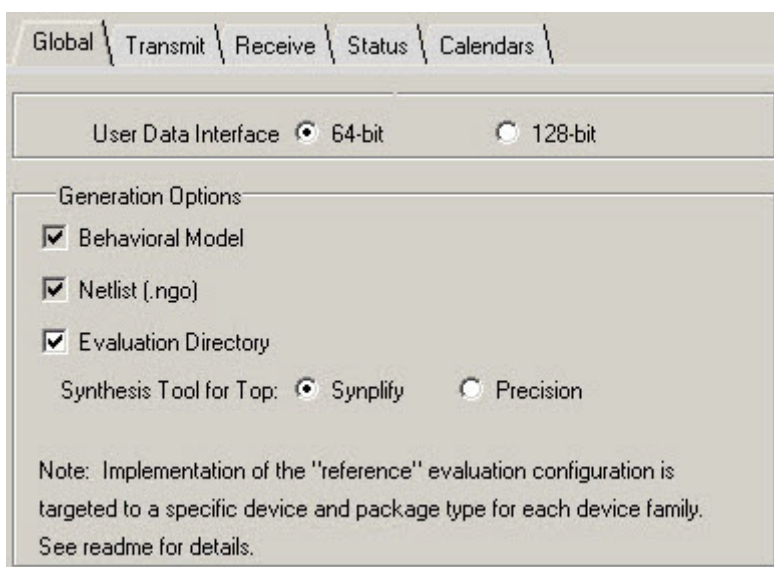 Global Transmit Receive Status Calendars
User Data Interface 64-bit 128-bit
Generation Options
Behavioral Model
Netlist (.ngo)
Evaluation Directory
Synthesis Tool for Top: Synplify Precision
Note: Implementation of the "reference" evaluation configuration is
targeted to a specific device and package type for each device family.
See readme for details.